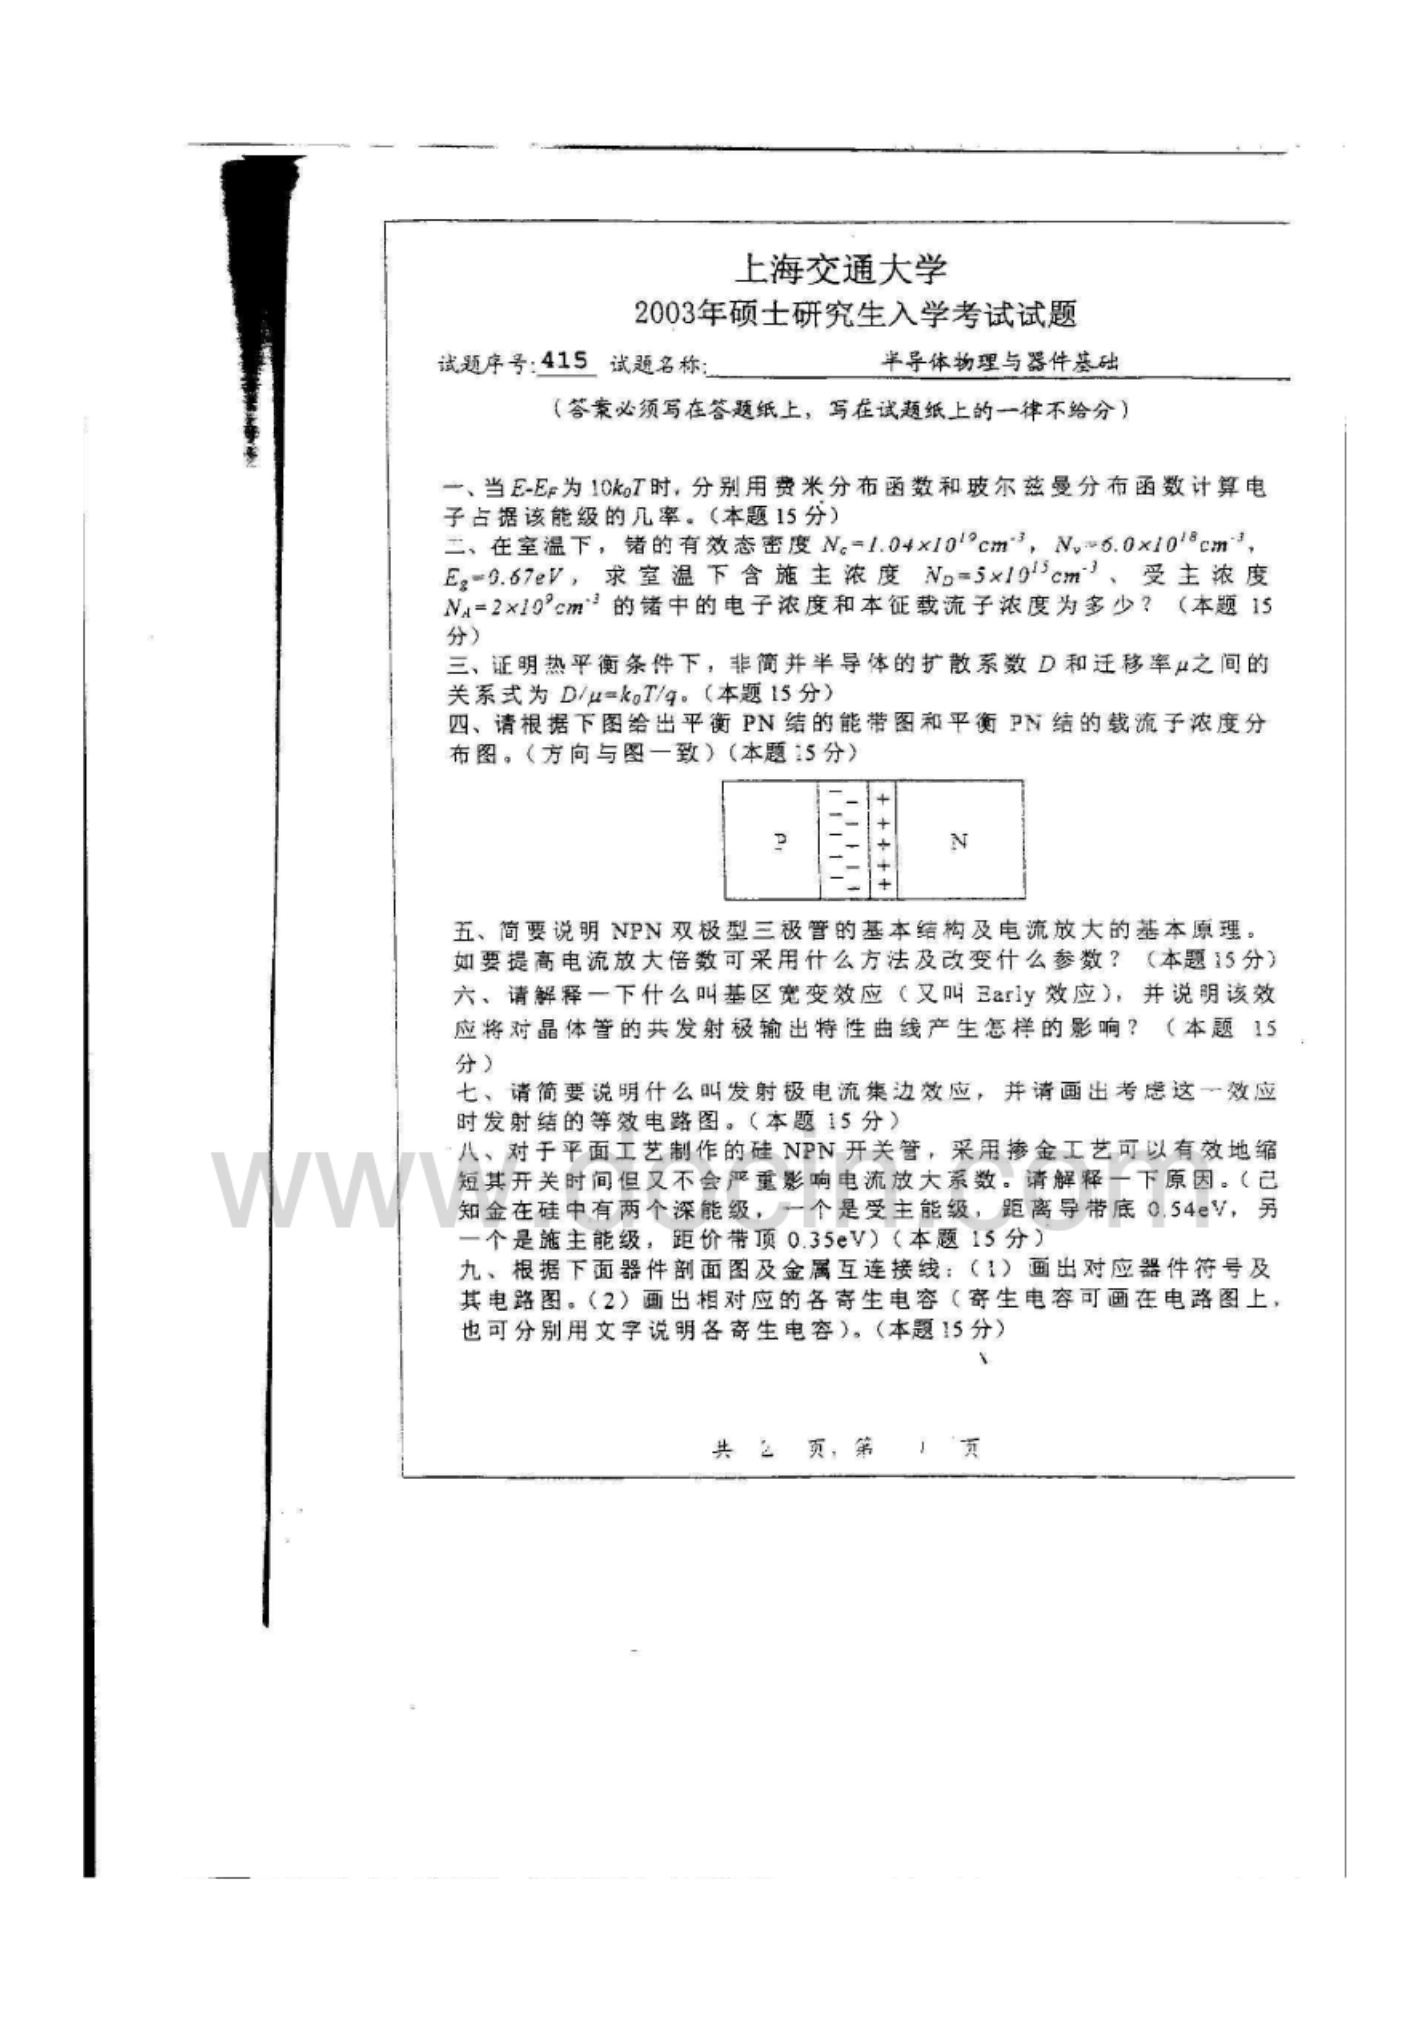 上海交通大学
2003年硕士研究生入学考试试题
试题序号:415 试题名称: 半导体物理与器件基础
(答案必须写在答题纸上，写在试题纸上的一律不给分)
一、当E-EF为10k0T时，分别用费米分布函数和玻尔兹曼分布函数计算电
子占据该能级的几率。(本题15分)
二、在室温下，锗的有效态密度 Nc=1.04×10¹⁹cm⁻³，Nv=6.0×10¹⁸cm⁻³，
Eg=0.67eV，求室温下含施主浓度 ND=5×10¹⁵cm⁻³、受主浓度
NA=2×10⁹cm⁻³的锗中的电子浓度和本征载流子浓度为多少？(本题15
分)
三、证明热平衡条件下，非简并半导体的扩散系数D和迁移率μ之间的
关系式为 D/μ=k0T/q。(本题15分)
四、请根据下图给出平衡PN结的能带图和平衡PN结的载流子浓度分
布图。(方向与图一致)(本题15分)
P − − − − − − − − − − + + + + + N
五、简要说明NPN双极型三极管的基本结构及电流放大的基本原理。
如要提高电流放大倍数可采用什么方法及改变什么参数？(本题15分)
六、请解释一下什么叫基区宽变效应(又叫Early效应)，并说明该效
应将对晶体管的共发射极输出特性曲线产生怎样的影响？(本题15
分)
七、请简要说明什么叫发射极电流集边效应，并请画出考虑这一效应
时发射结的等效电路图。(本题15分)
八、对于平面工艺制作的硅NPN开关管，采用掺金工艺可以有效地缩
短其开关时间但又不会严重影响电流放大系数。请解释一下原因。(已
知金在硅中有两个深能级，一个是受主能级，距离导带底0.54eV，另
一个是施主能级，距价带顶0.35eV)(本题15分)
九、根据下面器件剖面图及金属互连接线：(1)画出对应器件符号及
其电路图。(2)画出相对应的各寄生电容(寄生电容可画在电路图上，
也可分别用文字说明各寄生电容)。(本题15分)
共 2 页，第 1 页
www.docin.com